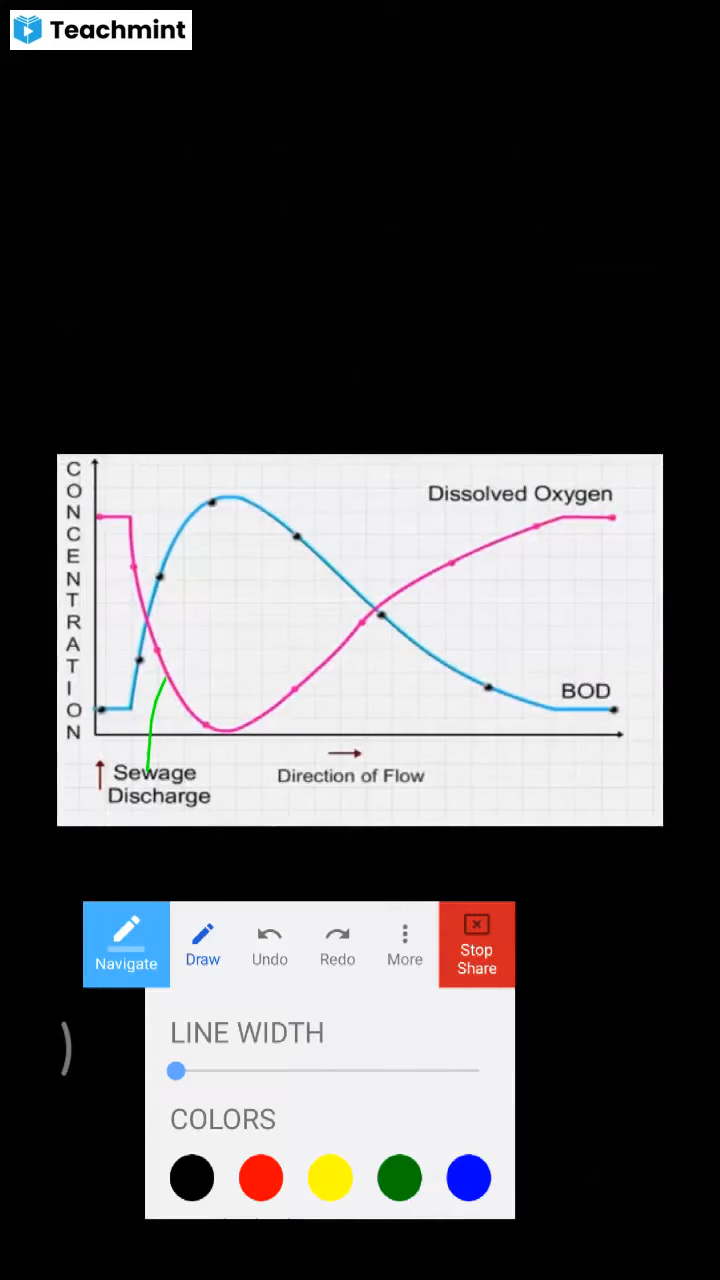 Teachmint
CONCENTRATION
Dissolved Oxygen
BOD
Sewage
Discharge
Direction of Flow
Navigate
Draw
Undo
Redo
More
Stop
Share
LINE WIDTH
COLORS